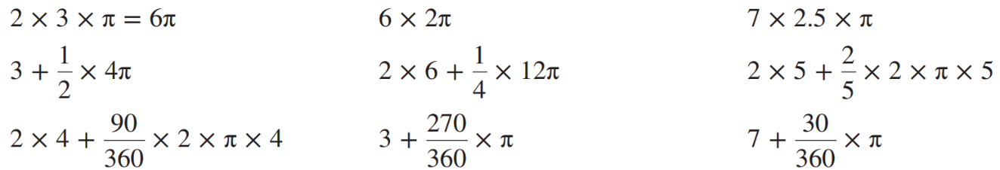 2 × 3 × π = 6π
6 × 2π
7 × 2.5 × π
3 + 1/2 × 4π
2 × 6 + 1/4 × 12π
2 × 5 + 2/5 × 2 × π × 5
2 × 4 + 90/360 × 2 × π × 4
3 + 270/360 × π
7 + 30/360 × π